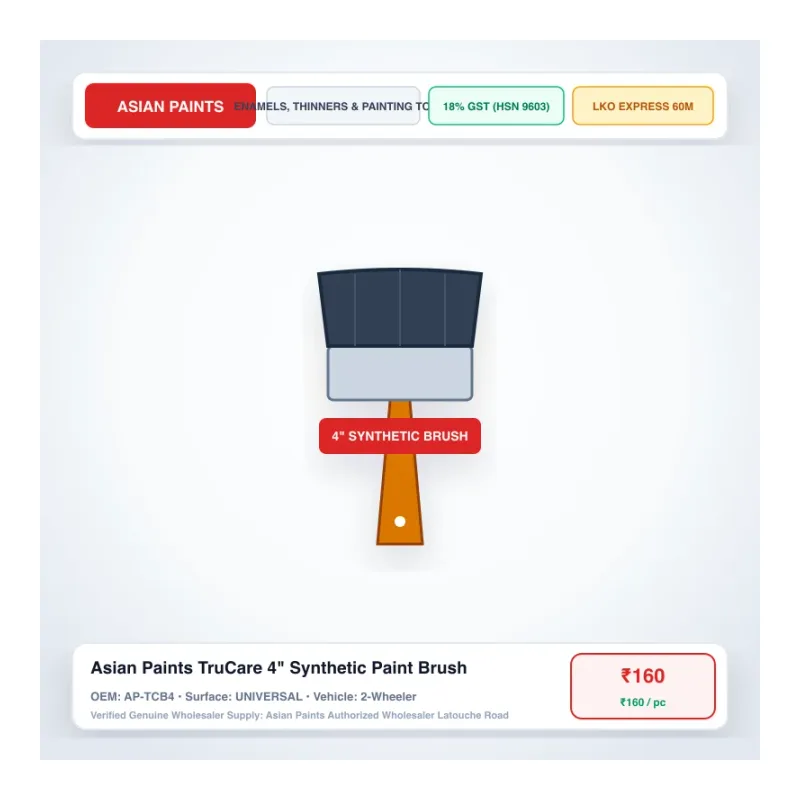 ASIAN PAINTS
ENAMELS, THINNERS & PAINTING TO
18% GST (HSN 9603)
LKO EXPRESS 60M
4" SYNTHETIC BRUSH
Asian Paints TruCare 4" Synthetic Paint Brush
OEM: AP-TCB4 • Surface: UNIVERSAL • Vehicle: 2-Wheeler
Verified Genuine Wholesaler Supply: Asian Paints Authorized Wholesaler Latouche Road
₹160
₹160 / pc